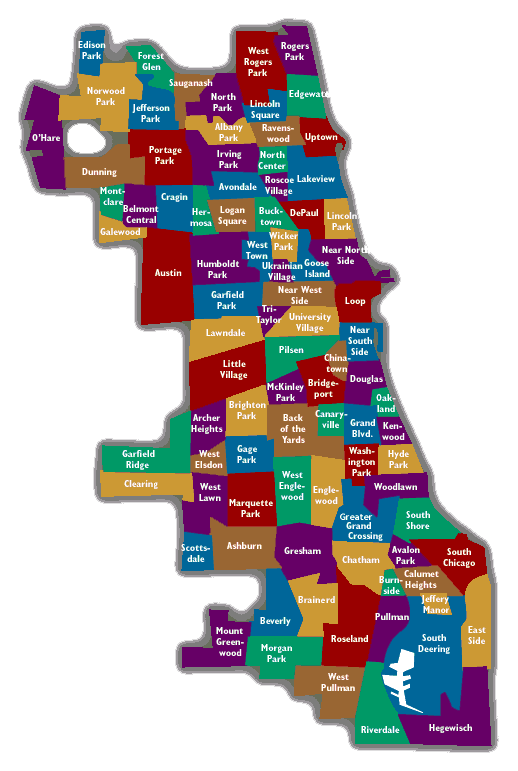 Edison
Park
Forest
Glen
West
Rogers
Park
Rogers
Park
Norwood
Park
Sauganash
North
Park
Edgewate
Jefferson
Park
Lincoln
Square
O'Hare
Albany
Park
Ravens-
wood
Uptown
Portage
Park
Irving
Park
North
Center
Dunning
Avondale
Roscoe
Village
Lakeview
Mont-
clare
Belmont
Central
Cragin
Her-
mosa
Logan
Square
Buck-
town
DePaul
Lincoln
Park
Galewood
West
Town
Wicker
Park
Near North
Side
Austin
Humboldt
Park
Ukrainian
Village
Goose
Island
Garfield
Park
Near West
Side
Loop
Tri-
Taylor
University
Village
Lawndale
Near
South
Side
Pilsen
Little
Village
China-
town
McKinley
Park
Bridge-
port
Douglas
Brighton
Park
Oak-
land
Archer
Heights
Back
of the
Yards
Canary-
ville
Grand
Blvd.
Ken-
wood
Garfield
Ridge
West
Elsdon
Gage
Park
Wash-
ington
Park
Hyde
Park
Clearing
West
Lawn
West
Engle-
wood
Engle-
wood
Woodlawn
Marquette
Park
Greater
Grand
Crossing
South
Shore
Scotts-
dale
Ashburn
Gresham
Chatham
Avalon
Park
South
Chicago
Burn-
side
Calumet
Heights
Brainerd
Jeffery
Manor
Beverly
Pullman
Mount
Green-
wood
Morgan
Park
Roseland
South
Deering
East
Side
West
Pullman
Riverdale
Hegewisch